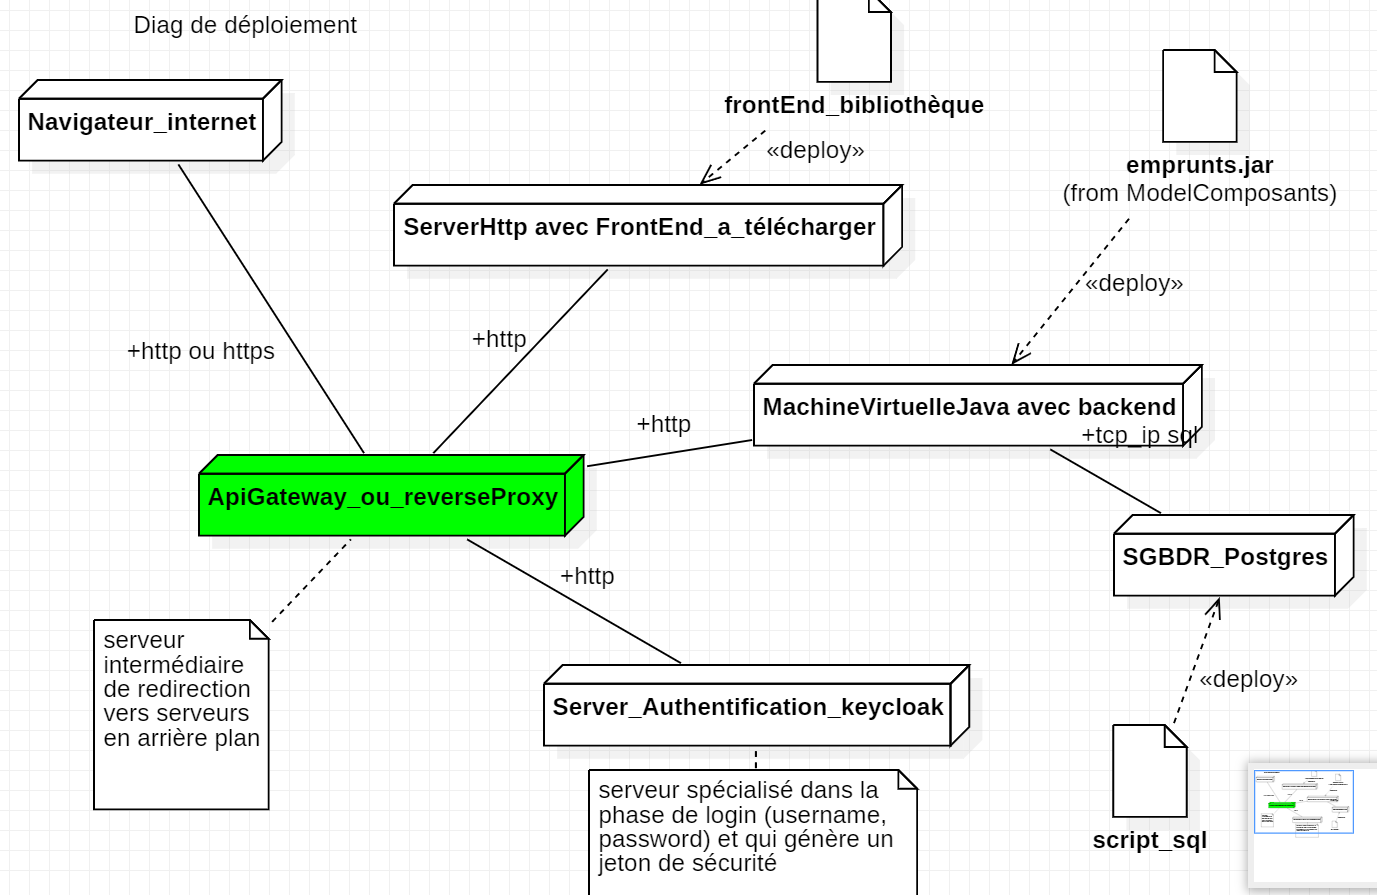 Diag de déploiement
Navigateur_internet
frontEnd_bibliothèque
«deploy»
emprunts.jar
(from ModelComposants)
ServerHttp avec FrontEnd_a_télécharger
«deploy»
+http
+http ou https
MachineVirtuelleJava avec backend
+http
+tcp_ip sql
ApiGateway_ou_reverseProxy
SGBDR_Postgres
+http
serveur
intermédiaire
de redirection
vers serveurs
en arrière plan
Server_Authentification_keycloak
«deploy»
serveur spécialisé dans la
phase de login (username,
password) et qui génère un
jeton de sécurité
script_sql